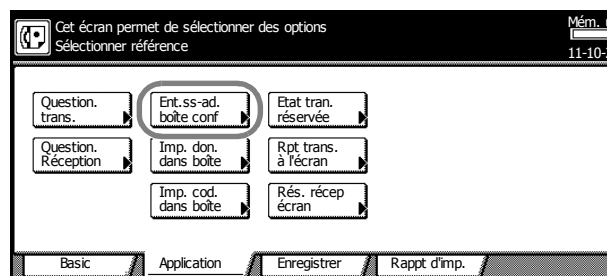 Cet écran permet de sélectionner des options
Sélectionner référence
Mém.
11-10-
Question.
trans.
Ent.ss-ad.
boîte conf
Etat tran.
réservée
Question.
Réception
Imp. don.
dans boîte
Rpt trans.
à l'écran
Imp. cod.
dans boîte
Rés. récep
écran
Basic
Application
Enregistrer
Rappt d'imp.